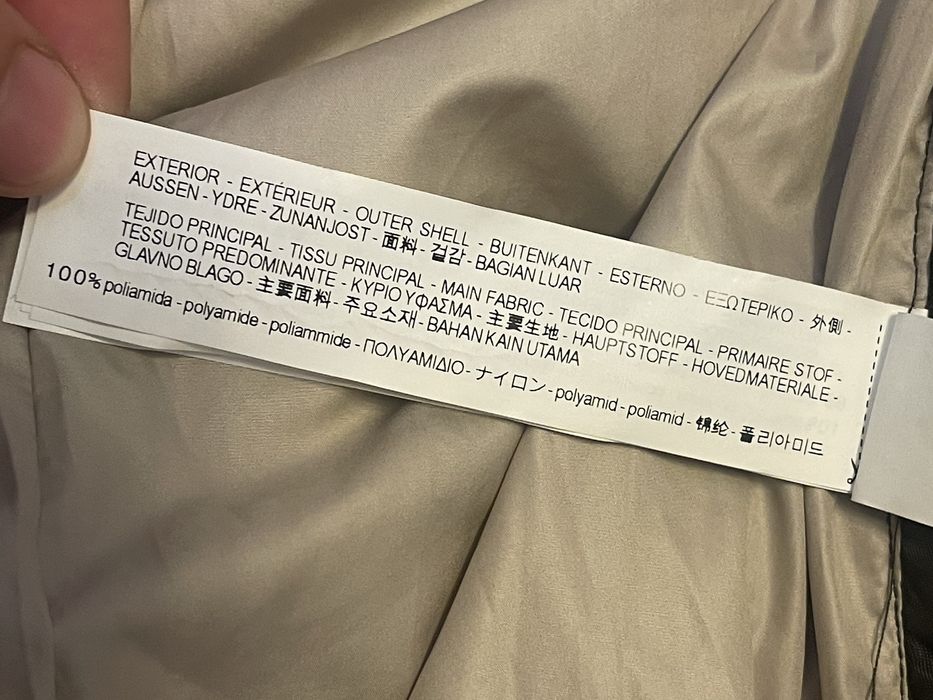 EXTERIOR - EXTÉRIEUR - OUTER SHELL - BUITENKANT - ESTERNO - ΕΞΩΤΕΡΙΚΟ - 外側 -
AUSSEN - YDRE - ZUNANJOST - 面料 - 겉감 - BAGIAN LUAR
TEJIDO PRINCIPAL - TISSU PRINCIPAL - MAIN FABRIC - TECIDO PRINCIPAL - PRIMAIRE STOF -
TESSUTO PREDOMINANTE - ΚΥΡΙΟ ΥΦΑΣΜΑ - 主要生地 - HAUPTSTOFF - HOVEDMATERIALE -
GLAVNO BLAGO - 主要面料 - 주요소재 - BAHAN KAIN UTAMA
100% poliamida - polyamide - poliammide - ΠΟΛΥΑΜΙΔΙΟ - ナイロン - polyamid - poliamid - 锦纶 - 폴리아미드